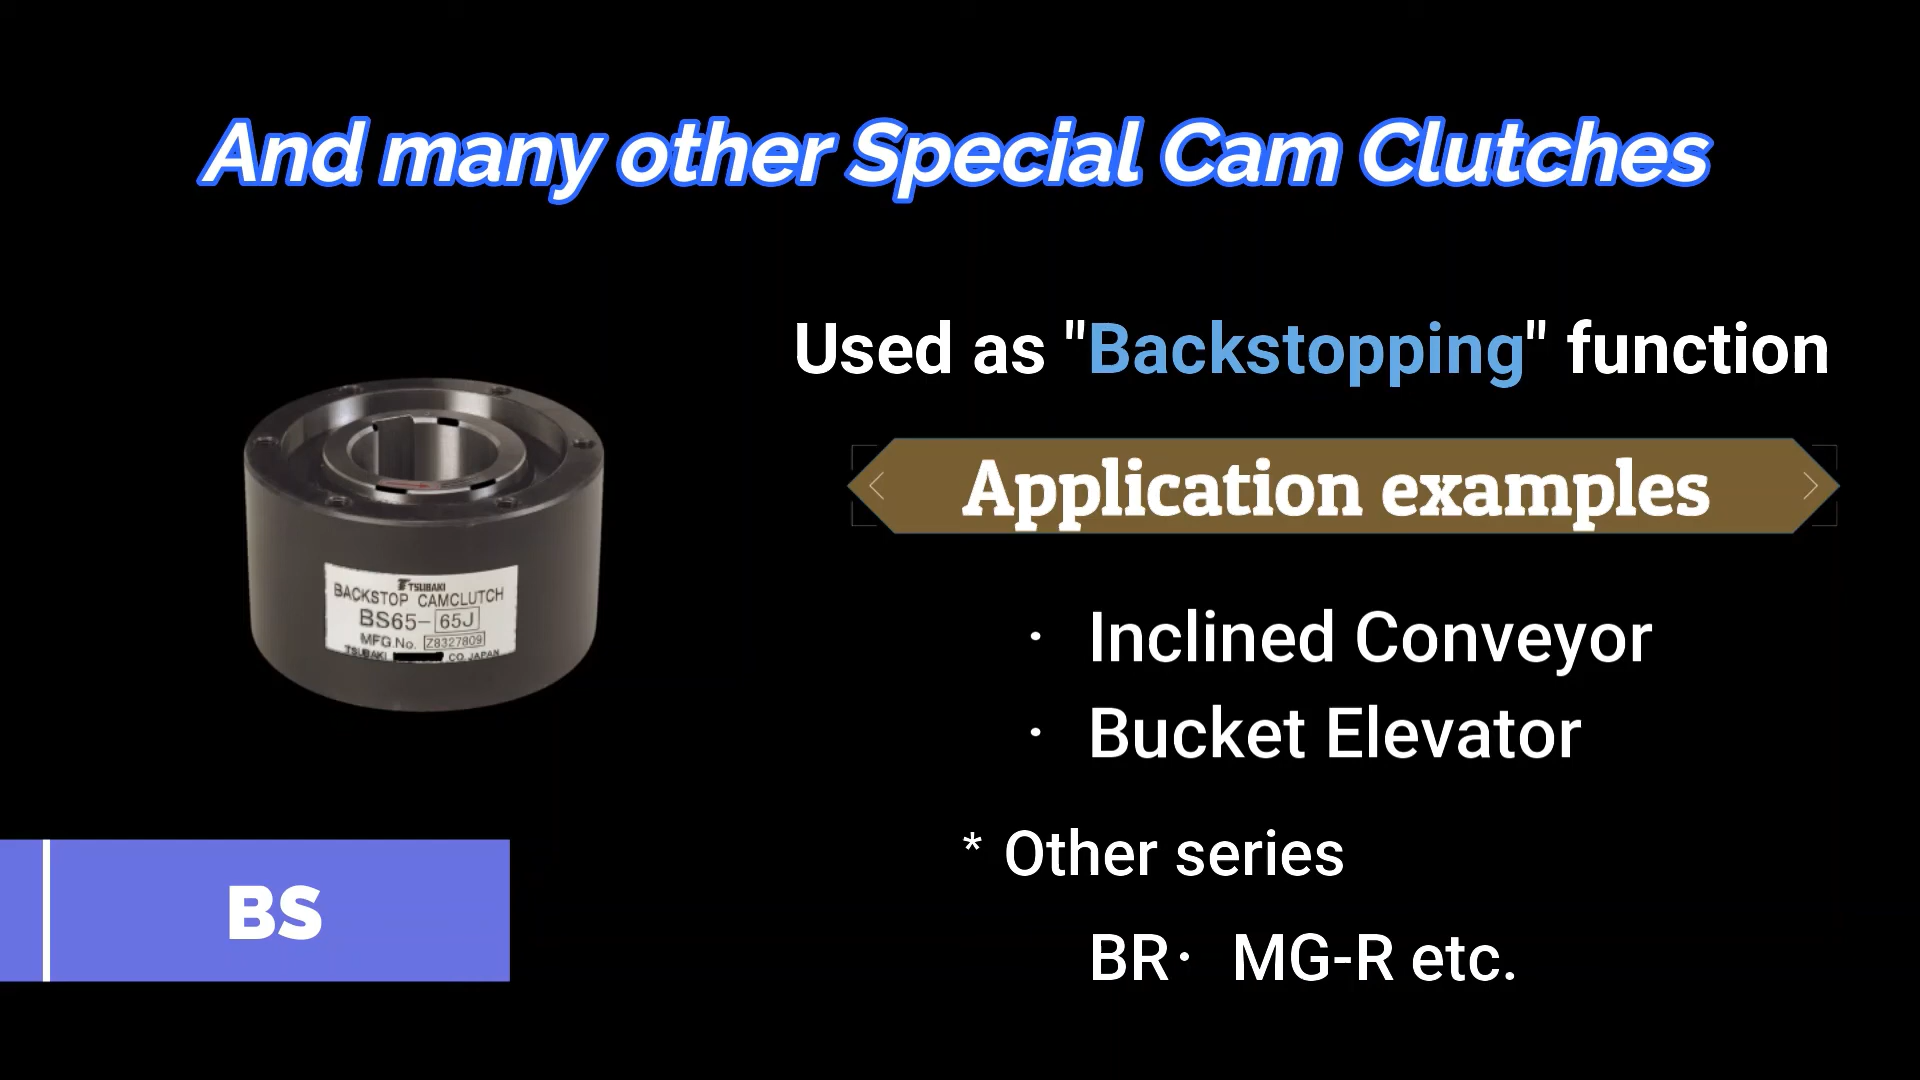 And many other Special Cam Clutches
Used as "Backstopping" function
Application examples
・ Inclined Conveyor
・ Bucket Elevator
* Other series
BR・ MG-R etc.
TSUBAKI
BACKSTOP CAMCLUTCH
BS65-65J
MFG.No. Z8327809
TSUBAKI CO.JAPAN
BS